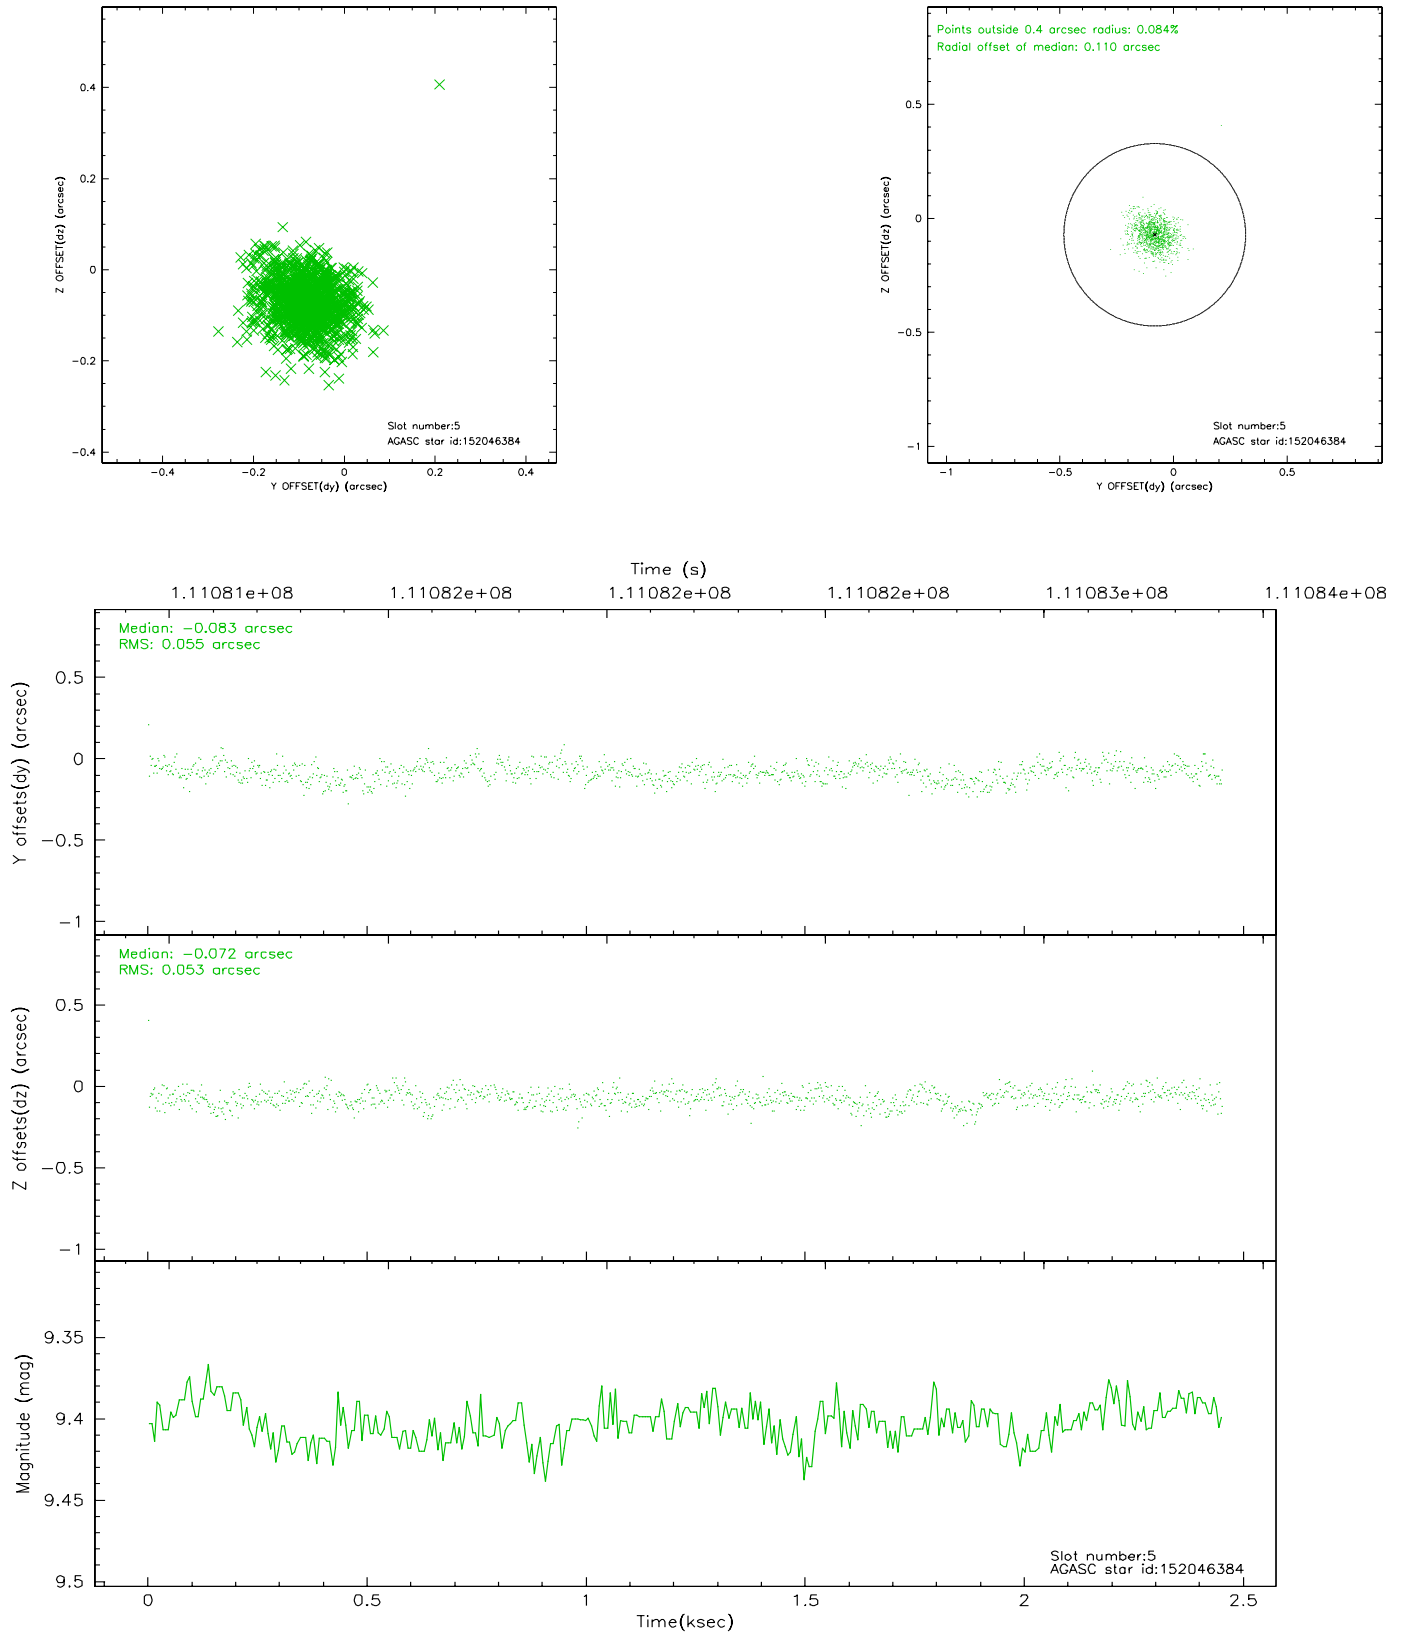 0.4
0.2
0
-0.2
-0.4
Z OFFSET(dz) (arcsec)
Slot number:5
AGASC star id:152046384
-0.4 -0.2 0 0.2 0.4
Y OFFSET(dy) (arcsec)
Points outside 0.4 arcsec radius: 0.084%
Radial offset of median: 0.110 arcsec
0.5
0
-0.5
-1
Z OFFSET(dz) (arcsec)
Slot number:5
AGASC star id:152046384
-1 -0.5 0 0.5
Y OFFSET(dy) (arcsec)
Time (s)
1.11081e+08 1.11082e+08 1.11082e+08 1.11082e+08 1.11083e+08 1.11084e+08
Median: -0.083 arcsec
RMS: 0.055 arcsec
0.5
0
-0.5
-1
Y offsets(dy) (arcsec)
Median: -0.072 arcsec
RMS: 0.053 arcsec
0.5
0
-0.5
-1
Z offsets(dz) (arcsec)
9.35
9.4
9.45
9.5
Magnitude (mag)
Slot number:5
AGASC star id:152046384
0 0.5 1 1.5 2 2.5
Time(ksec)